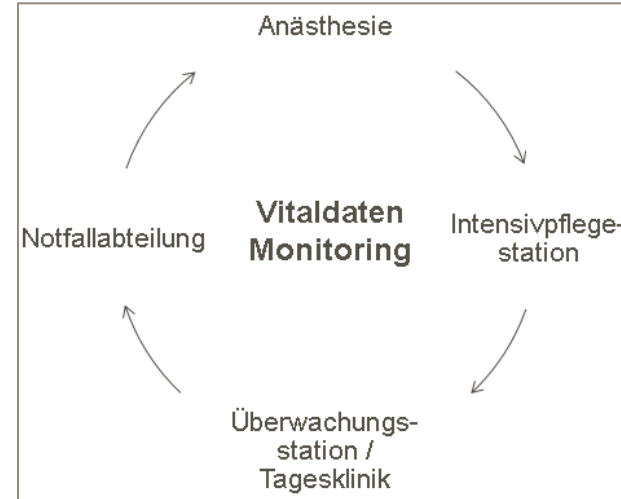 Anästhesie
Vitaldaten
Monitoring
Notfallabteilung
Intensivpflege-
station
Überwachungs-
station /
Tagesklinik